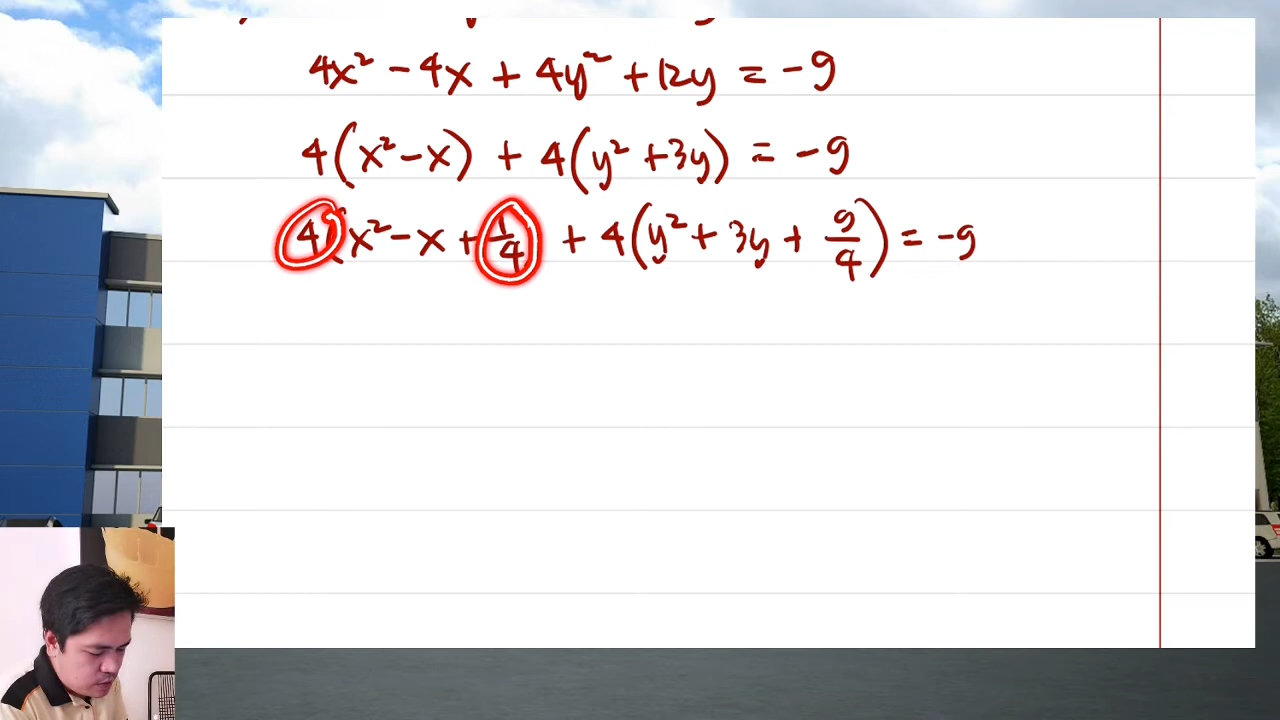 4x² - 4x + 4y² + 12y = -9
4(x² - x) + 4(y² + 3y) = -9
4(x² - x + 1/4 + 4(y² + 3y + 9/4) = -9